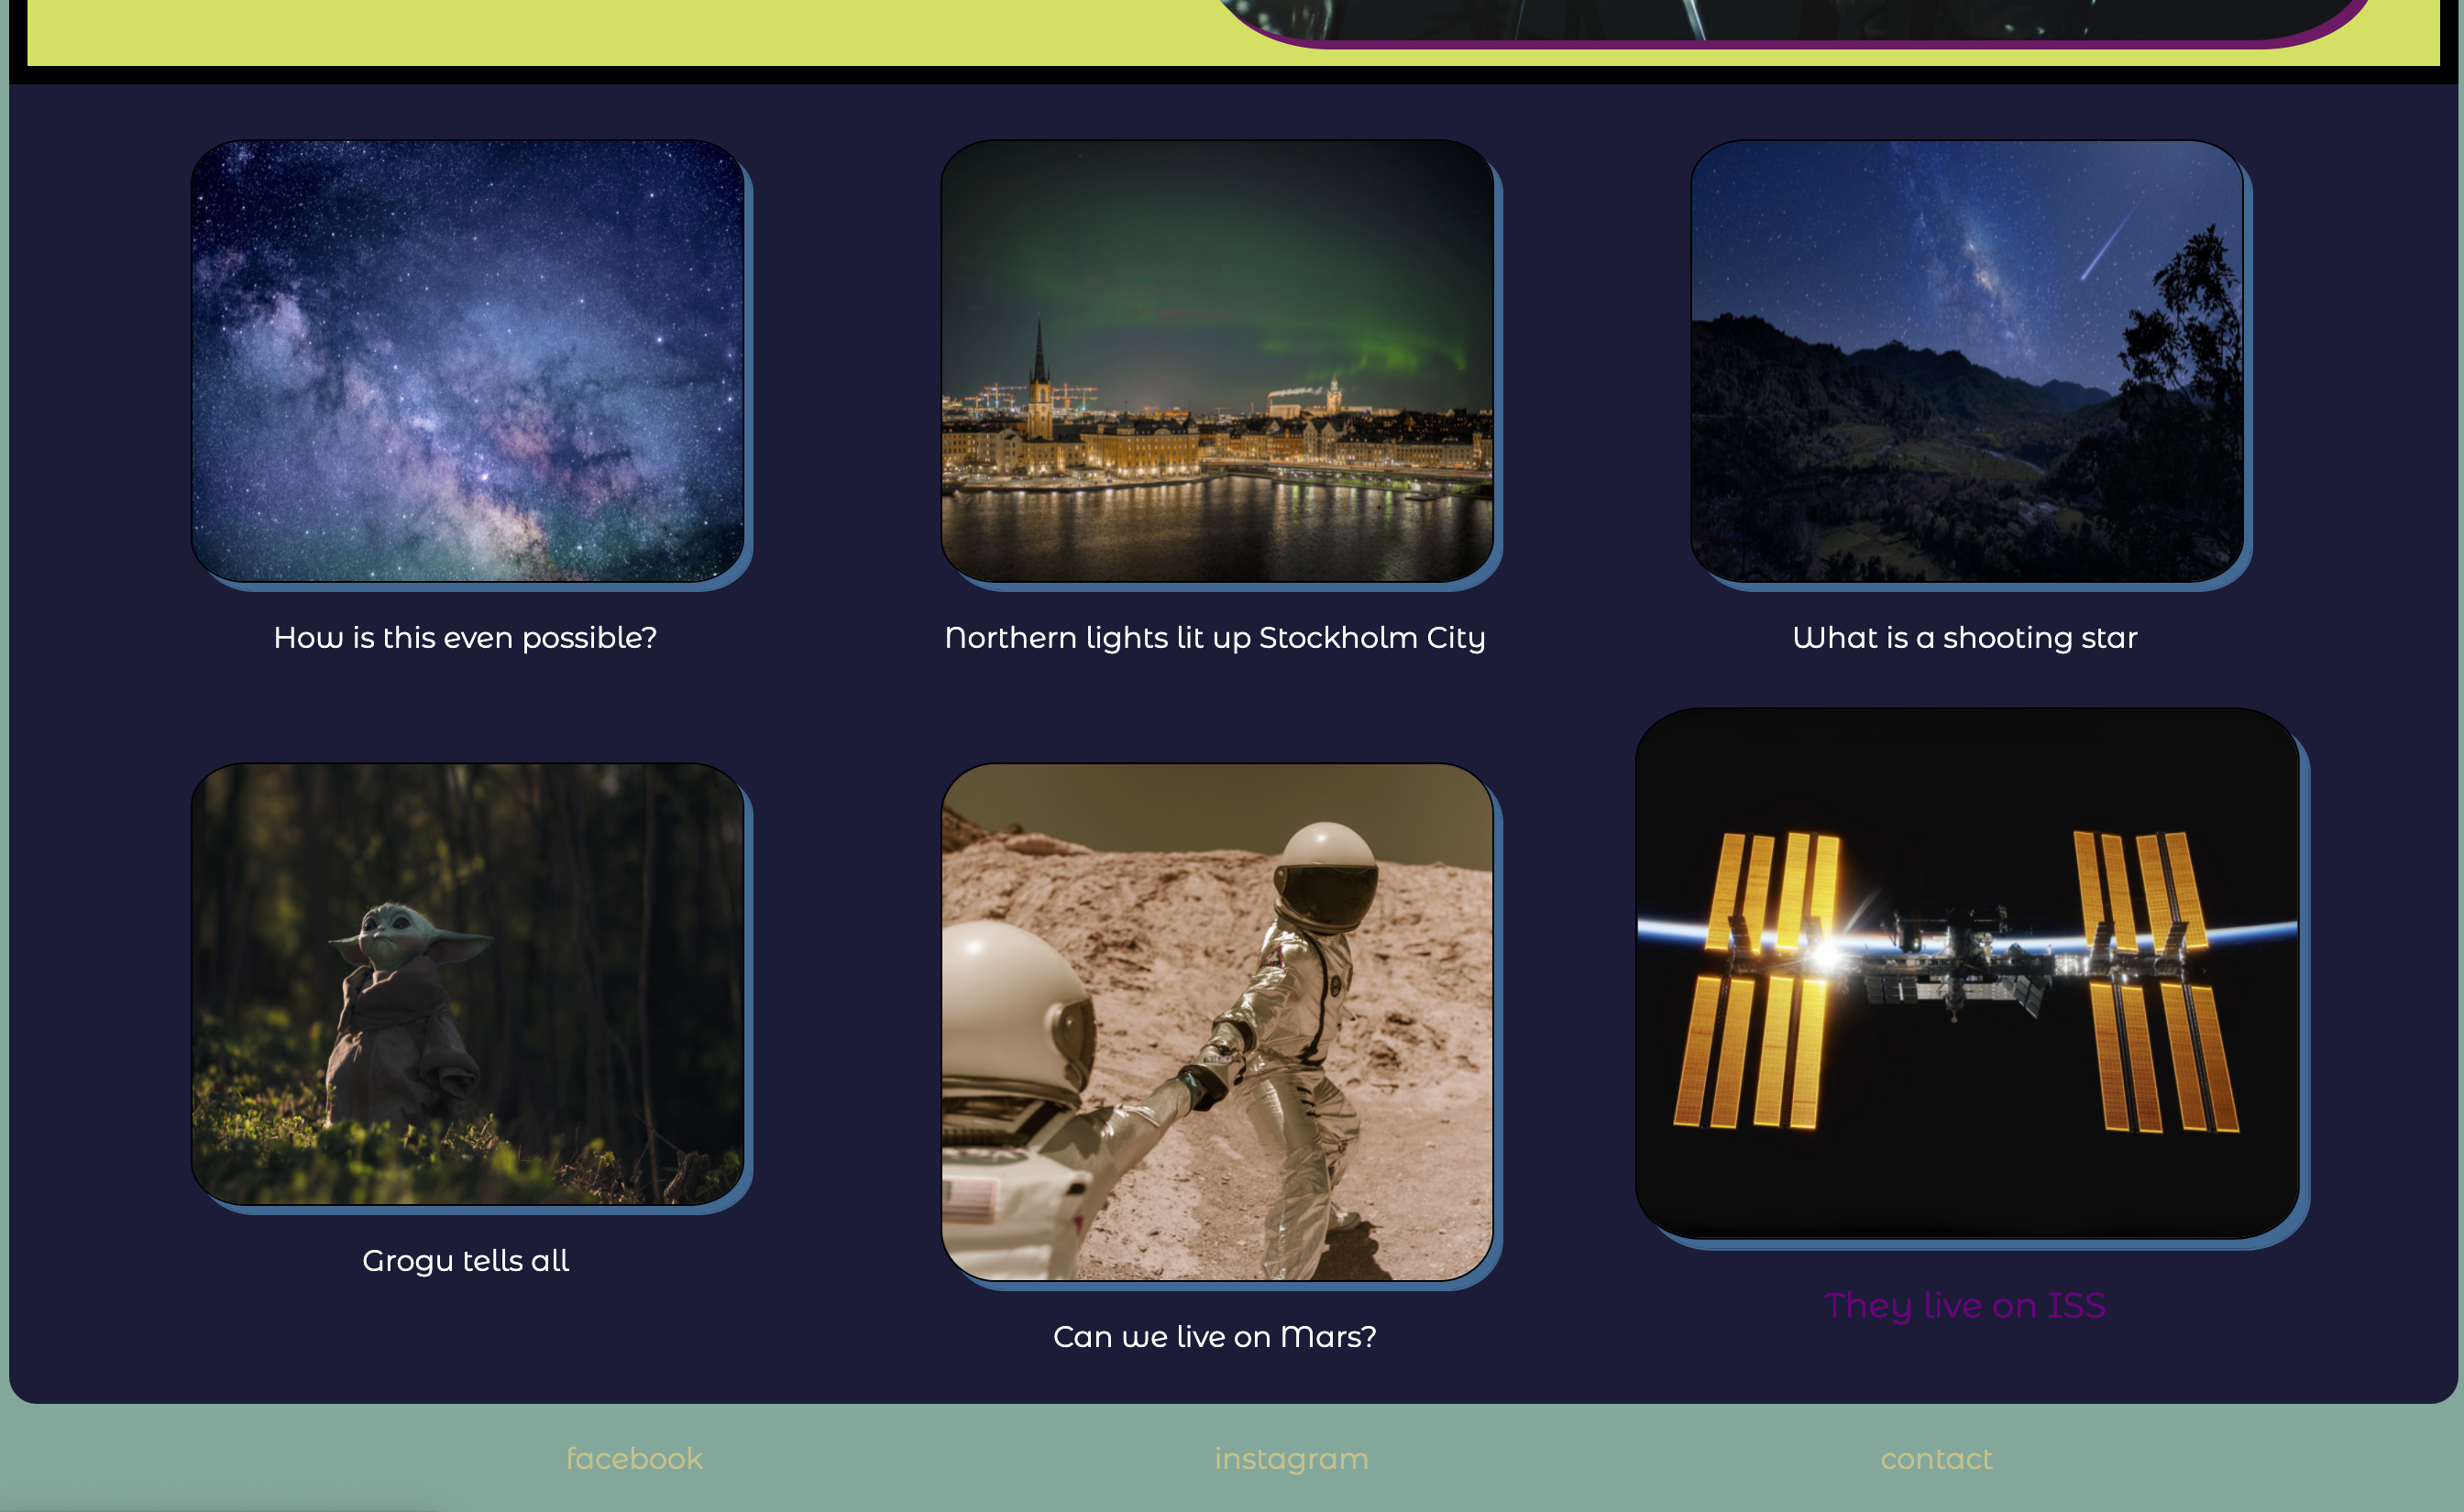 How is this even possible?
Northern lights lit up Stockholm City
What is a shooting star
Grogu tells all
Can we live on Mars?
They live on ISS
facebook
instagram
contact